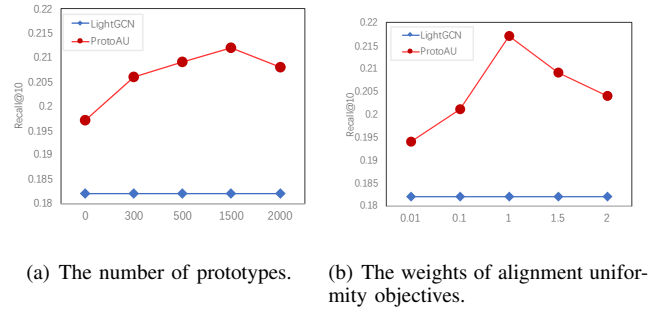 0.22
0.215
0.21
0.205
0.2
0.195
0.19
0.185
0.18
Recall@10
LightGCN
ProtoAU
0 300 500 1500 2000
(a) The number of prototypes.
0.22
0.215
0.21
0.205
0.2
0.195
0.19
0.185
0.18
Recall@10
LightGCN
ProtoAU
0.01 0.1 1 1.5 2
(b) The weights of alignment unifor-
mity objectives.